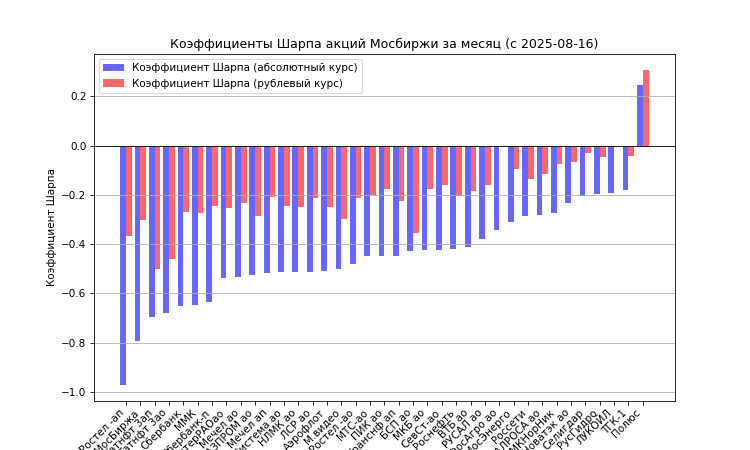 Коэффициенты Шарпа акций Мосбиржи за месяц (с 2025-08-16)
Коэффициент Шарпа (абсолютный курс)
Коэффициент Шарпа (рублевый курс)
Коэффициент Шарпа
0.2
0.0
−0.2
−0.4
−0.6
−0.8
−1.0
Ростел -ап
МосБиржа
Сбербанк
ММК
Мечел ао
Мечел ап
НЛМК ао
ЛСР ао
Аэрофлот
М.видео
Ростел -ао
МТС-ао
ПИК ао
БСП ао
МКБ ао
СевСт-ао
Роснефть
ВТБ ао
РУСАЛ ао
Россети
Селигдар
РусГидро
ЛУКОЙЛ
ТГК-1
Полюс